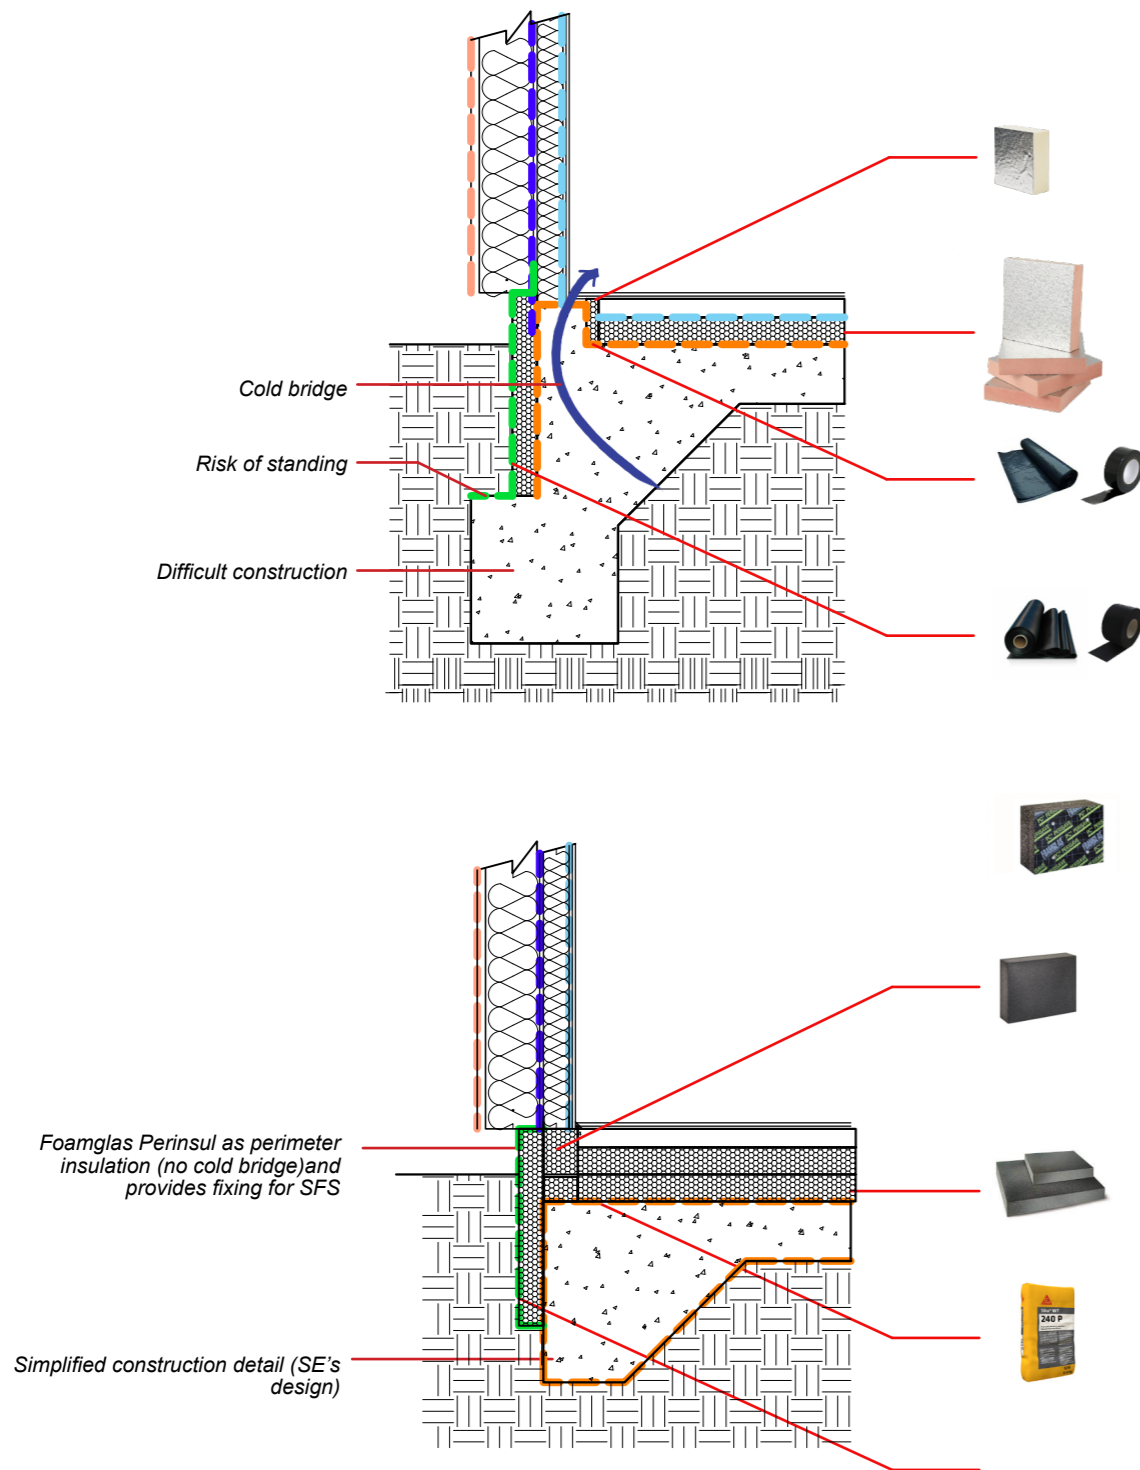 Cold bridge
Risk of standing
Difficult construction
Foamglas Perinsul as perimeter
insulation (no cold bridge)and
provides fixing for SFS
Simplified construction detail (SE's
design)
240 P